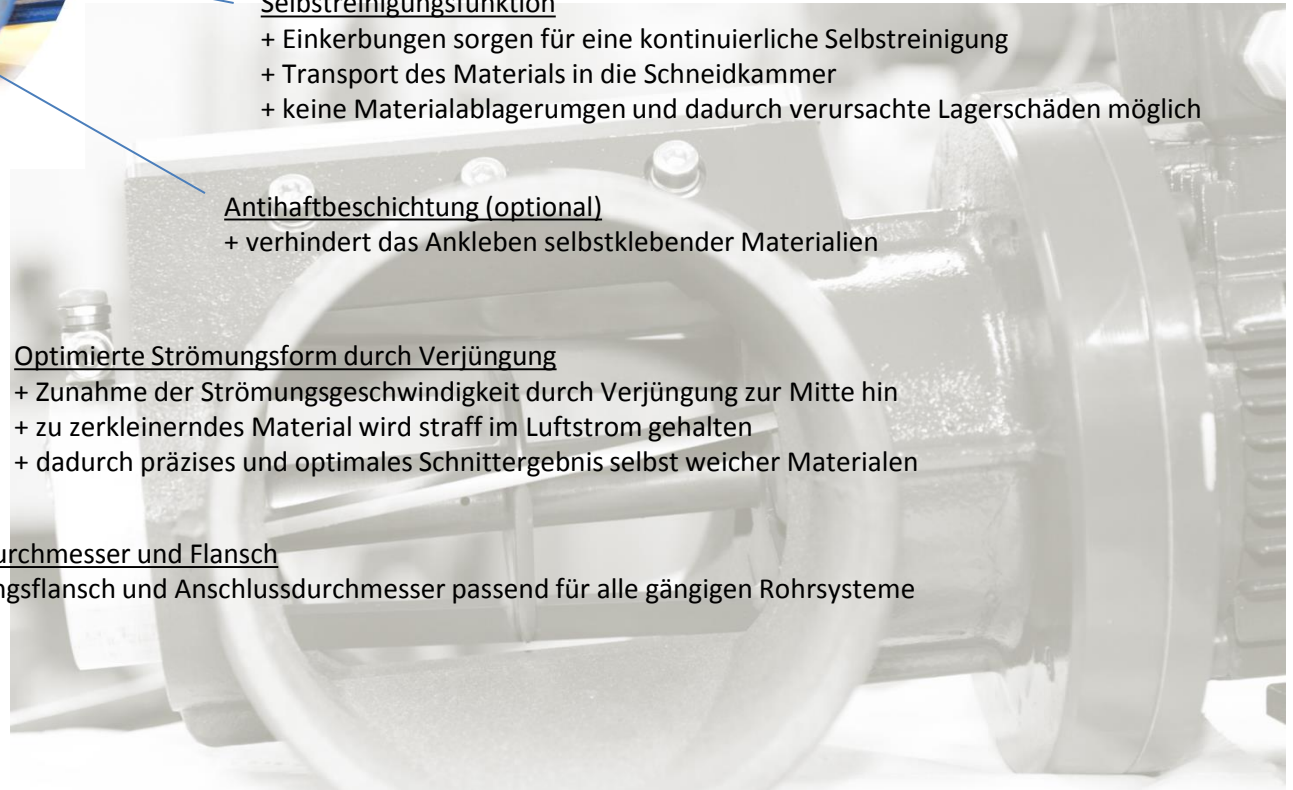 Selbstreinigungsfunktion
+ Einkerbungen sorgen für eine kontinuierliche Selbstreinigung
+ Transport des Materials in die Schneidkammer
+ keine Materialablagerumgen und dadurch verursachte Lagerschäden möglich
Antihaftbeschichtung (optional)
+ verhindert das Ankleben selbstklebender Materialien
Optimierte Strömungsform durch Verjüngung
+ Zunahme der Strömungsgeschwindigkeit durch Verjüngung zur Mitte hin
+ zu zerkleinerndes Material wird straff im Luftstrom gehalten
+ dadurch präzises und optimales Schnittergebnis selbst weicher Materialen
urchmesser und Flansch
ngsflansch und Anschlussdurchmesser passend für alle gängigen Rohrsysteme